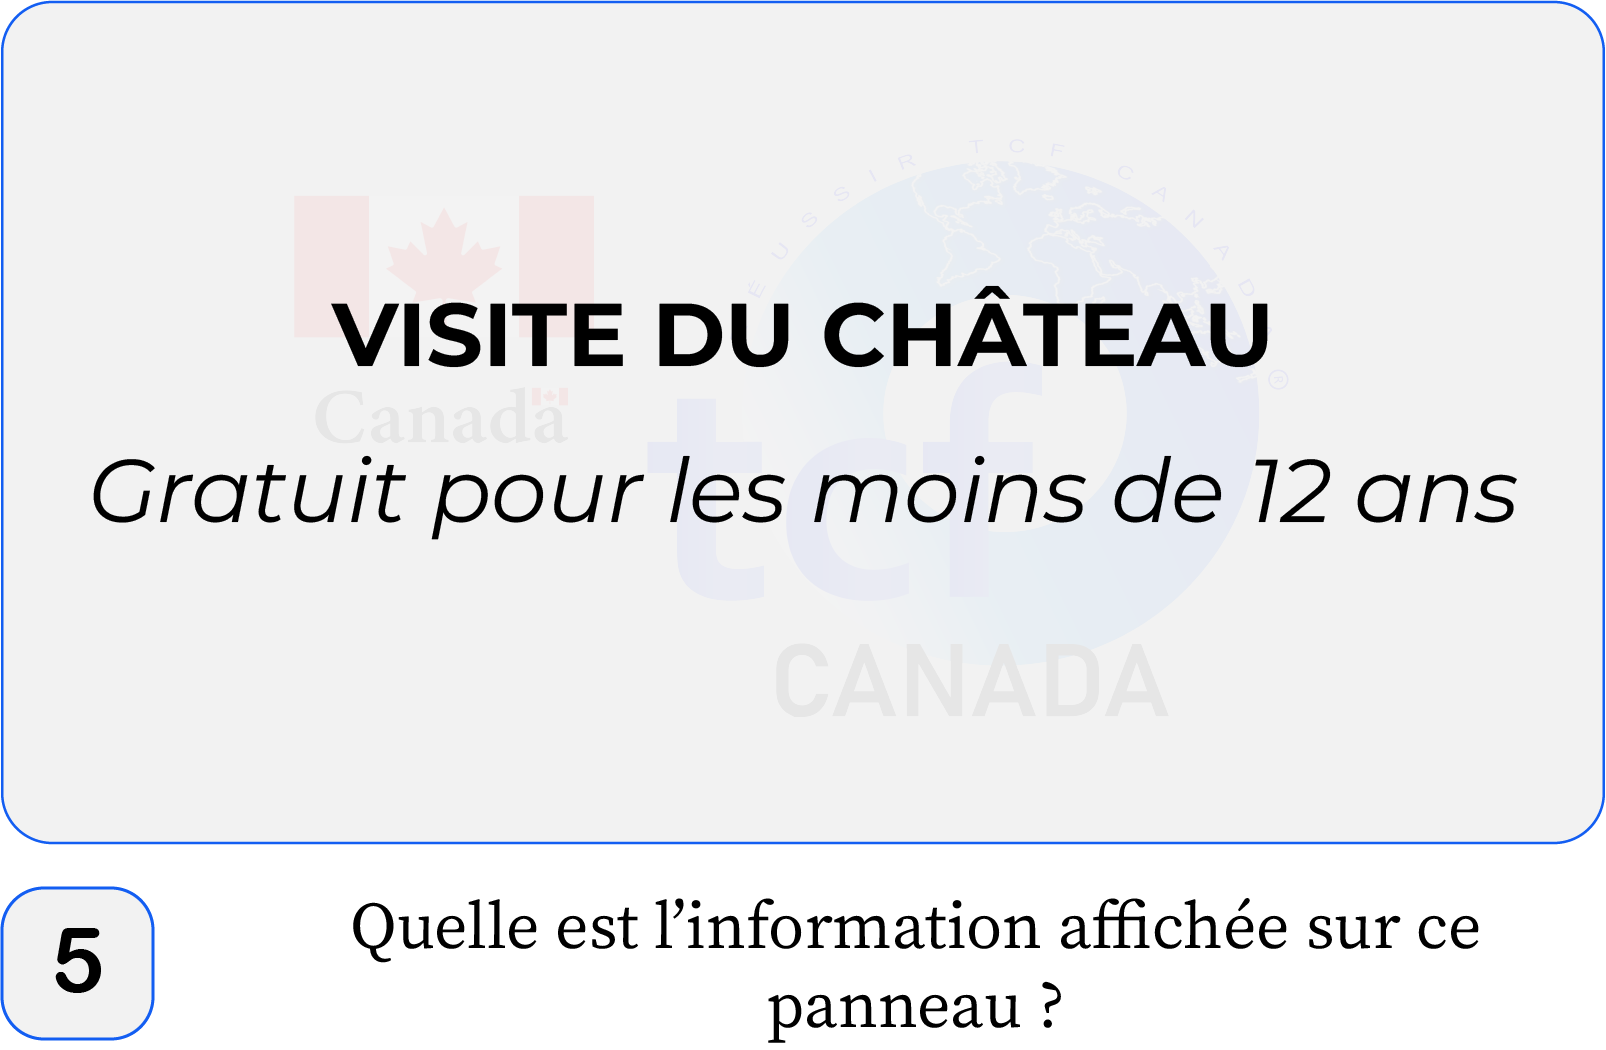 RÉUSSIR TCF CANADA
VISITE DU CHÂTEAU
Canada
Gratuit pour les moins de 12 ans
tcf
CANADA
5
Quelle est l’information affichée sur ce
panneau ?